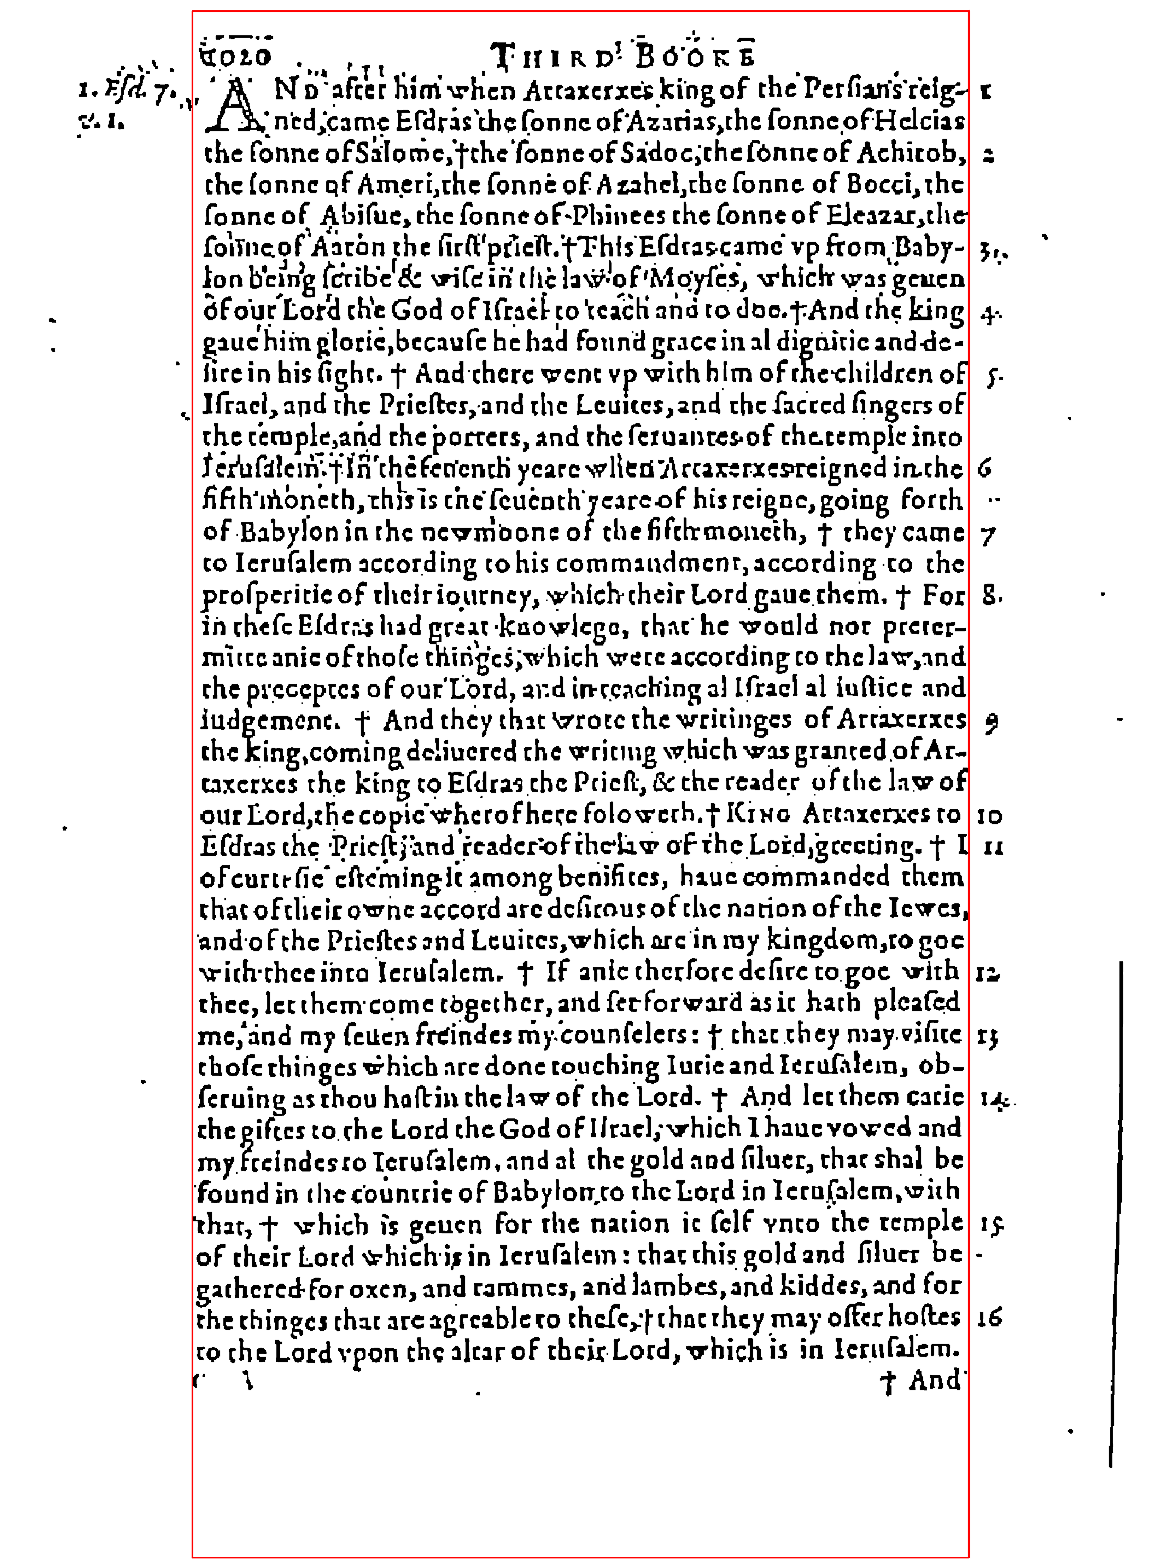 1020 THIRD BOOKE
1. Eſd. 7. AND after him when Artaxerxes king of the Perſians reig- 1
v. 1. ned, came Eſdras the ſonne of Azarias, the ſonne of Helcias
the ſonne of Salome, † the ſonne of Sadoc, the ſonne of Achitob, 2
the ſonne of Ameri, the ſonne of Azahel, the ſonne of Bocci, the
ſonne of Abiſue, the ſonne of Phinees the ſonne of Eleazar, the
ſonne of Aaron the firſt prieſt. † This Eſdras came vp from Baby- 3.
lon being ſcribe & wiſe in the law of Moyſes, which was geuen
of our Lord the God of Iſrael to teach and to doe. † And the king 4.
gaue him glorie, becauſe he had found grace in al dignitie and de-
ſire in his ſight. † And there went vp with him of the children of 5.
Iſrael, and the Prieſtes, and the Leuites, and the ſacred ſingers of
the temple, and the porters, and the ſeruantes of the temple into
Ieruſalem. † In the ſeuenth yeare when Artaxerxes reigned in the 6
fifth moneth, this is the ſeuenth yeare of his reigne, going forth
of Babylon in the newmoone of the fifth moneth, † they came 7
to Ieruſalem according to his commandment, according to the
proſperitie of their iourney, which their Lord gaue them. † For 8.
in theſe Eſdras had great knowlege, that he would not preter-
mitte anie of thoſe thinges, which were according to the law, and
the preceptes of our Lord, and in teaching al Iſrael al iuſtice and
iudgement. † And they that wrote the writinges of Artaxerxes 9
the king, coming deliuered the writing which was granted of Ar-
taxerxes the king to Eſdras the Prieſt, & the reader of the law of
our Lord, the copie wherof here foloweth. † KING Artaxerxes to 10
Eſdras the Prieſt, and reader of the law of the Lord, greeting. † I 11
of curteſie eſteming it among benifites, haue commanded them
that of their owne accord are deſirous of the nation of the Iewes,
and of the Prieſtes and Leuites, which are in my kingdom, to goe
with thee into Ieruſalem. † If anie therfore deſire to goe with 12
thee, let them come together, and ſet forward as it hath pleaſed
me, and my ſeuen freindes my counſelers: † that they may viſite 13
thoſe thinges which are done touching Iurie and Ieruſalem, ob-
ſeruing as thou haſt in the law of the Lord. † And let them carie 14.
the giftes to the Lord the God of Iſrael, which I haue vowed and
my freindes to Ieruſalem, and al the gold and ſiluer, that shal be
found in the countrie of Babylon to the Lord in Ieruſalem, with
that, † which is geuen for the nation it ſelf vnto the temple 15
of their Lord which is in Ieruſalem: that this gold and ſiluer be
gathered for oxen, and rammes, and lambes, and kiddes, and for
the thinges that are agreable to theſe, † that they may offer hoſtes 16
to the Lord vpon the altar of their Lord, which is in Ieruſalem.
† And